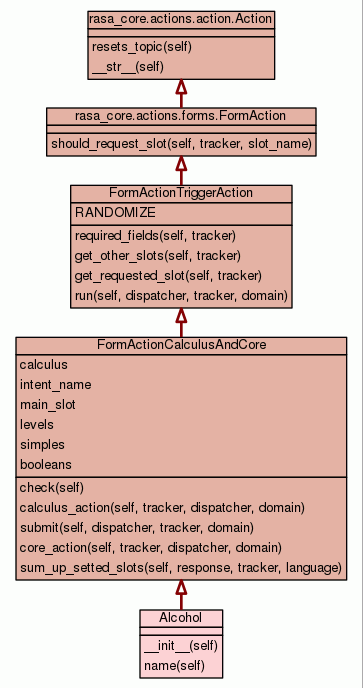 rasa_core.actions.action.Action
resets_topic(self)
__str__(self)
rasa_core.actions.forms.FormAction
should_request_slot(self, tracker, slot_name)
FormActionTriggerAction
RANDOMIZE
required_fields(self, tracker)
get_other_slots(self, tracker)
get_requested_slot(self, tracker)
run(self, dispatcher, tracker, domain)
FormActionCalculusAndCore
calculus
intent_name
main_slot
levels
simples
booleans
check(self)
calculus_action(self, tracker, dispatcher, domain)
submit(self, dispatcher, tracker, domain)
core_action(self, tracker, dispatcher, domain)
sum_up_setted_slots(self, response, tracker, language)
Alcohol
__init__(self)
name(self)